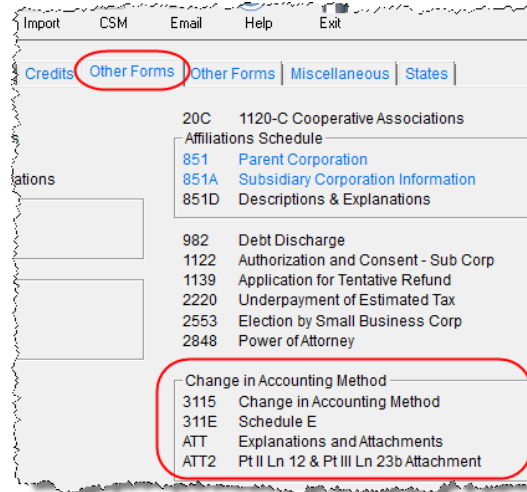 Import CSM Email Help Exit
Credits Other Forms Other Forms Miscellaneous States
20C 1120-C Cooperative Associations
Affiliations Schedule
851 Parent Corporation
ations
851A Subsidiary Corporation Information
851D Descriptions & Explanations
982 Debt Discharge
1122 Authorization and Consent - Sub Corp
1139 Application for Tentative Refund
2220 Underpayment of Estimated Tax
2553 Election by Small Business Corp
2848 Power of Attorney
Change in Accounting Method
3115 Change in Accounting Method
311E Schedule E
ATT Explanations and Attachments
ATT2 Pt II Ln 12 & Pt III Ln 23b Attachment